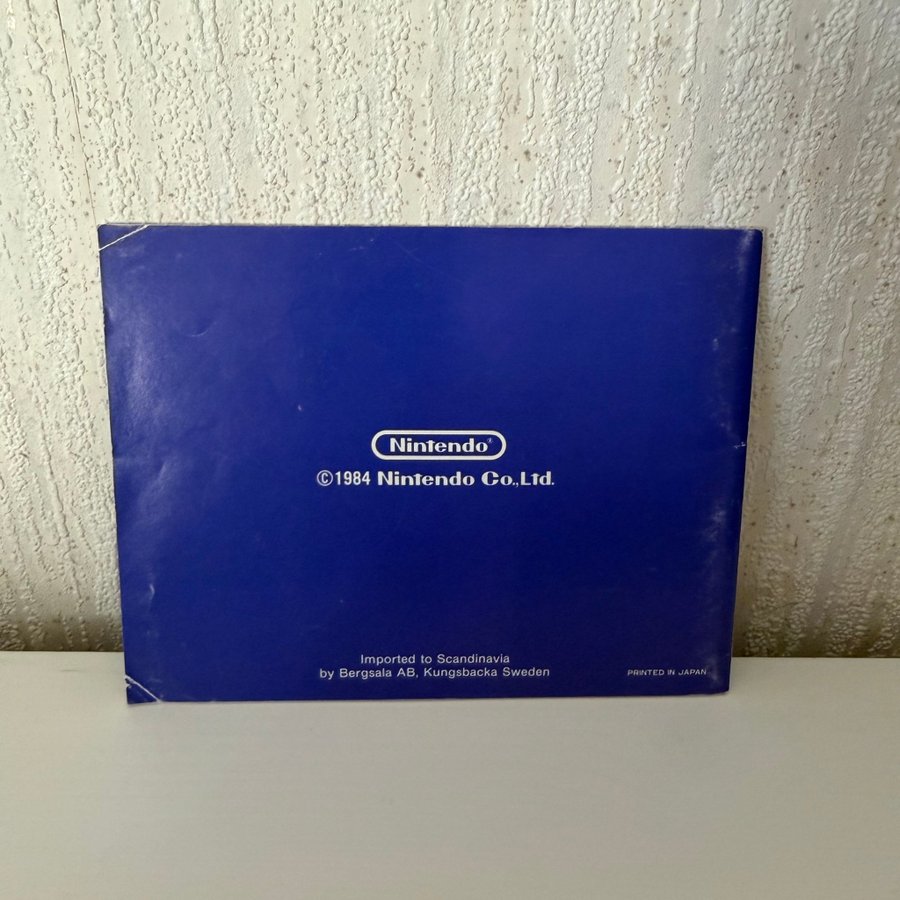 Nintendo®
©1984 Nintendo Co.,Ltd.
Imported to Scandinavia
by Bergsala AB, Kungsbacka Sweden
PRINTED IN JAPAN